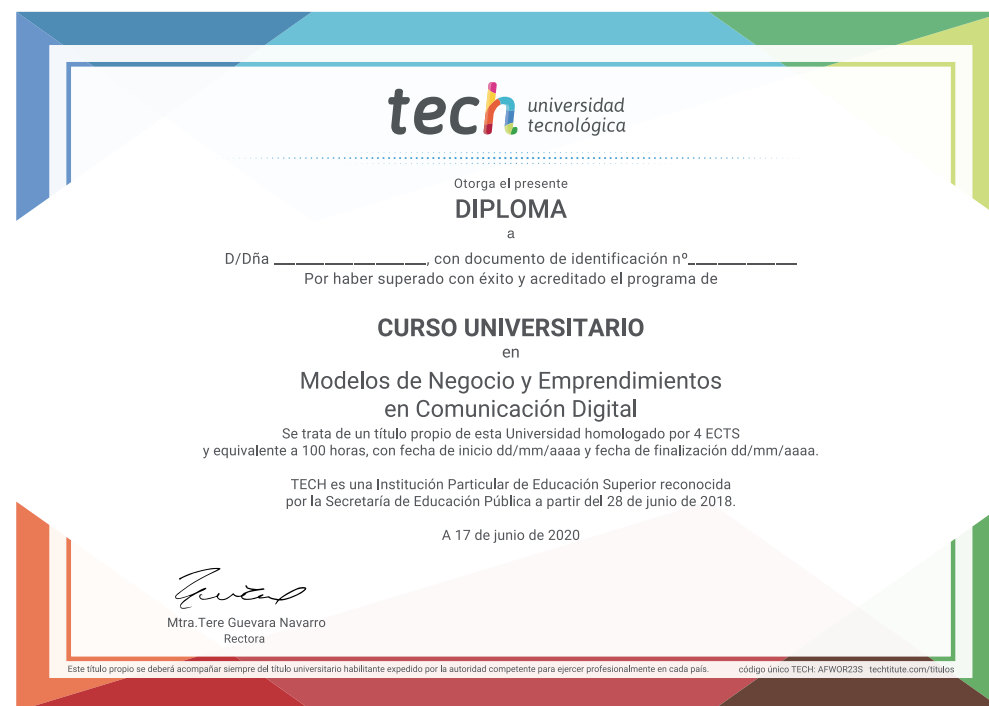 tech universidad
tecnológica
Otorga el presente
DIPLOMA
a
D/Dña ______________, con documento de identificación nº__________
Por haber superado con éxito y acreditado el programa de
CURSO UNIVERSITARIO
en
Modelos de Negocio y Emprendimientos
en Comunicación Digital
Se trata de un título propio de esta Universidad homologado por 4 ECTS
y equivalente a 100 horas, con fecha de inicio dd/mm/aaaa y fecha de finalización dd/mm/aaaa.
TECH es una Institución Particular de Educación Superior reconocida
por la Secretaría de Educación Pública a partir del 28 de junio de 2018.
A 17 de junio de 2020
Mtra.Tere Guevara Navarro
Rectora
Este título propio se deberá acompañar siempre del título universitario habilitante expedido por la autoridad competente para ejercer profesionalmente en cada país. código único TECH: AFWOR23S techtitute.com/titulos